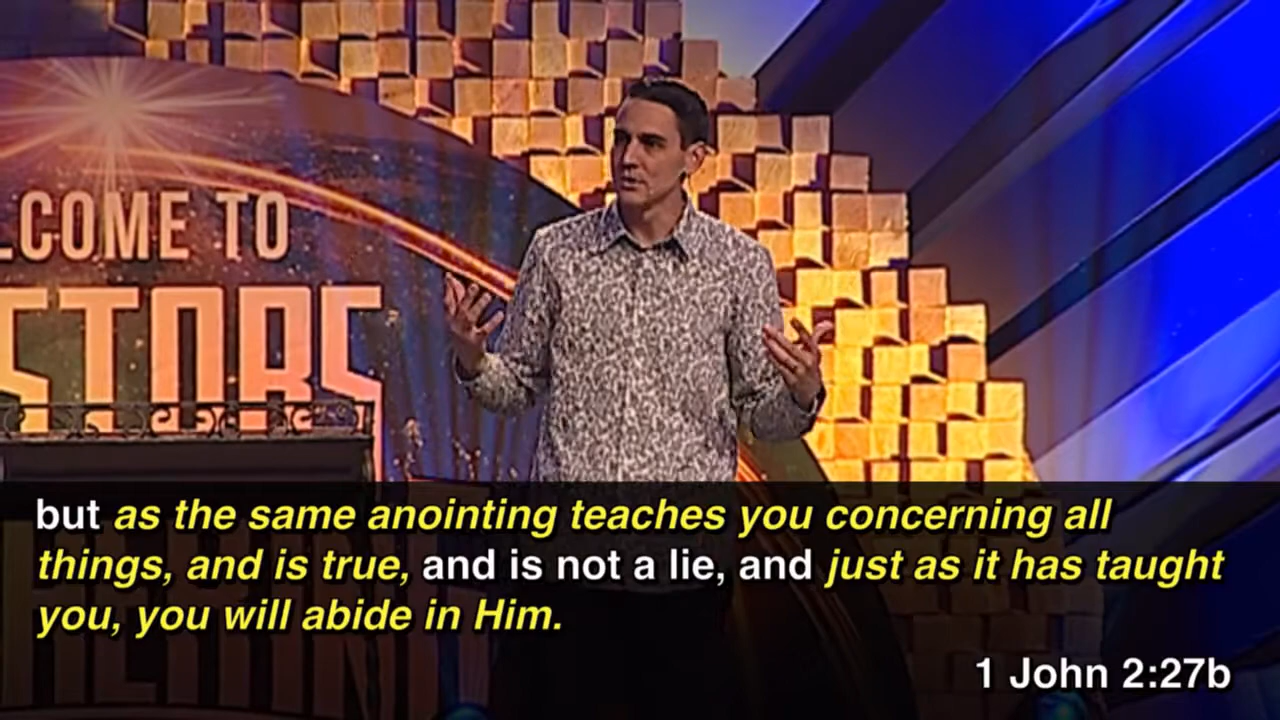 LCOME TO
STORS
but as the same anointing teaches you concerning all
things, and is true, and is not a lie, and just as it has taught
you, you will abide in Him.
1 John 2:27b